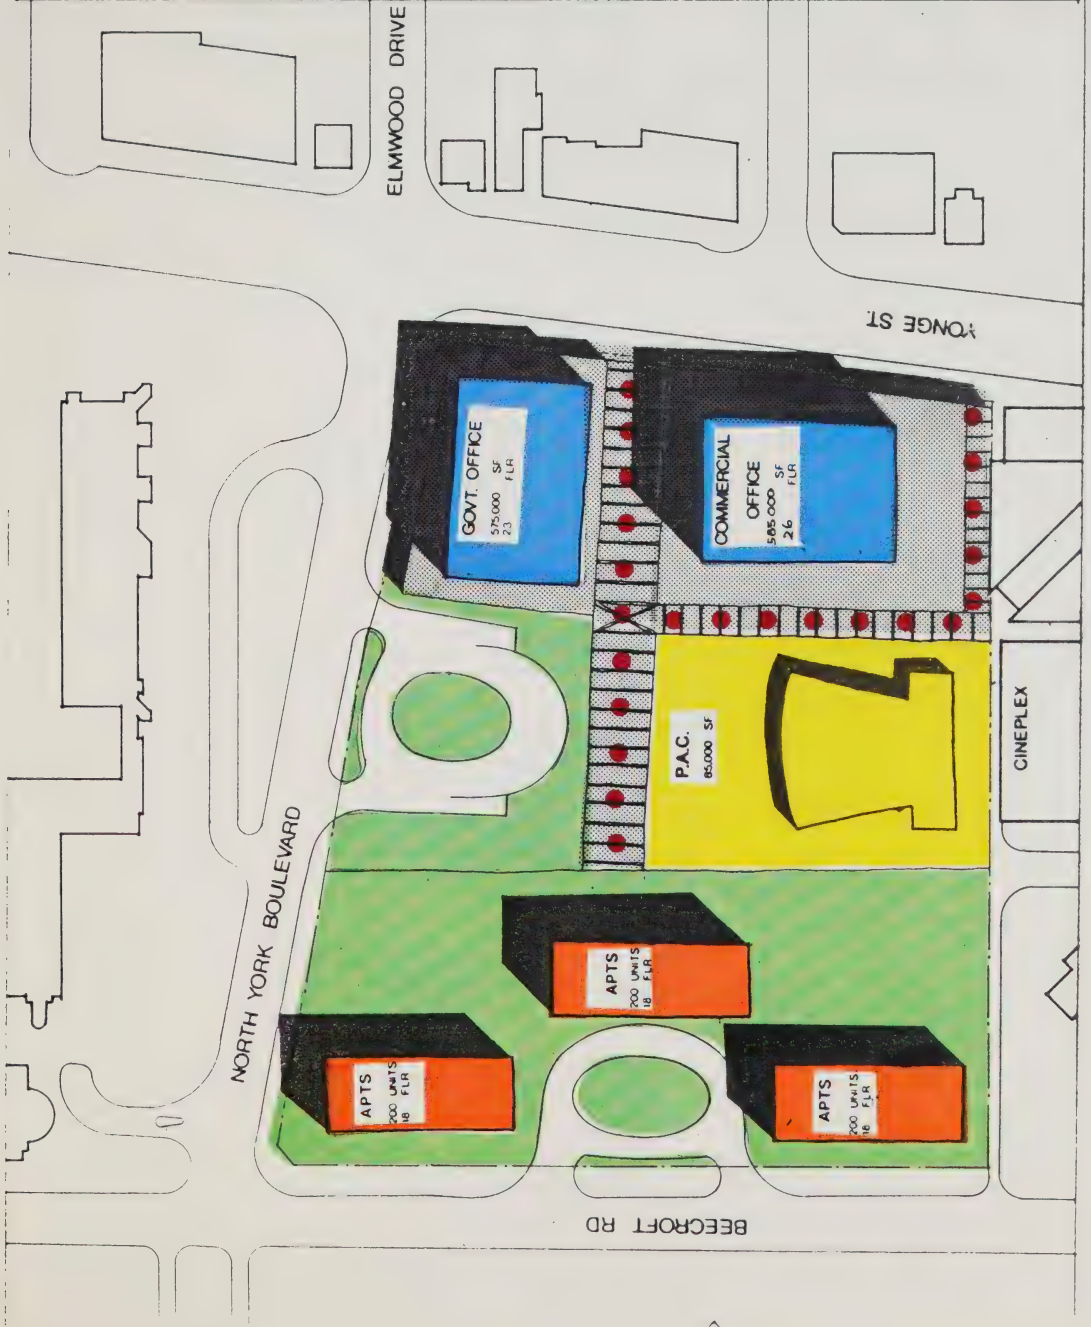 ELMWOOD DRIVE
YONGE ST.
GOVT. OFFICE
575.000 SF
23 FLR
COMMERCIAL
OFFICE
585.000 SF
26 FLR
P.A.C.
85.000 SF
CINEPLEX
NORTH YORK BOULEVARD
APTS
200 UNITS
18 FLR
APTS
200 UNITS
18 FLR
APTS
200 UNITS.
18 FLR
BEECROFT RD